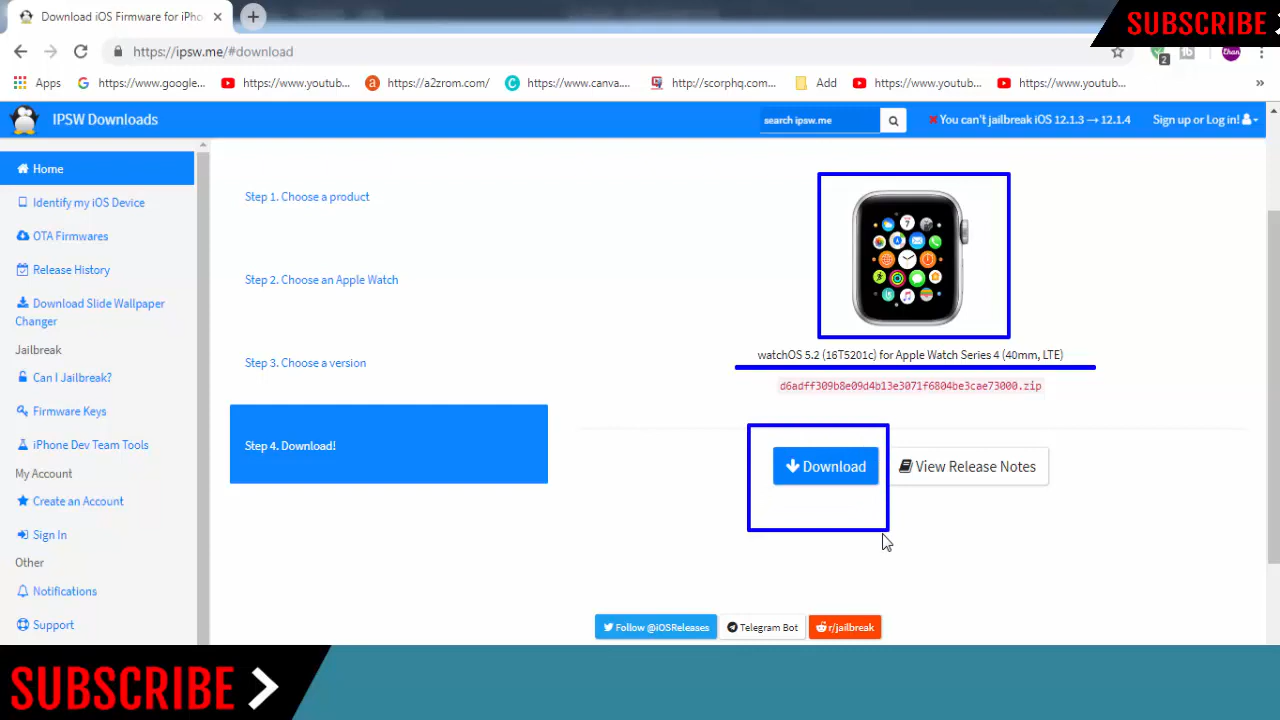 Download iOS Firmware for iPho
SUBSCRIBE
https://ipsw.me/#download
2
Apps
https://www.google...
https://www.youtub...
https://a2zrom.com/
https://www.canva...
http://scorphq.com...
Add
https://www.youtub...
https://www.youtub...
IPSW Downloads
search ipsw.me
You can't jailbreak iOS 12.1.3 → 12.1.4
Sign up or Log in!
Home
Identify my iOS Device
OTA Firmwares
Release History
Download Slide Wallpaper
Changer
Jailbreak
Can I Jailbreak?
Firmware Keys
iPhone Dev Team Tools
My Account
Create an Account
Sign In
Other
Notifications
Support
Step 1. Choose a product
Step 2. Choose an Apple Watch
Step 3. Choose a version
Step 4. Download!
watchOS 5.2 (16T5201c) for Apple Watch Series 4 (40mm, LTE)
d6adff309b8e09d4b13e3071f6804be3cae73000.zip
Download
View Release Notes
Follow @iOSReleases
Telegram Bot
r/jailbreak
SUBSCRIBE